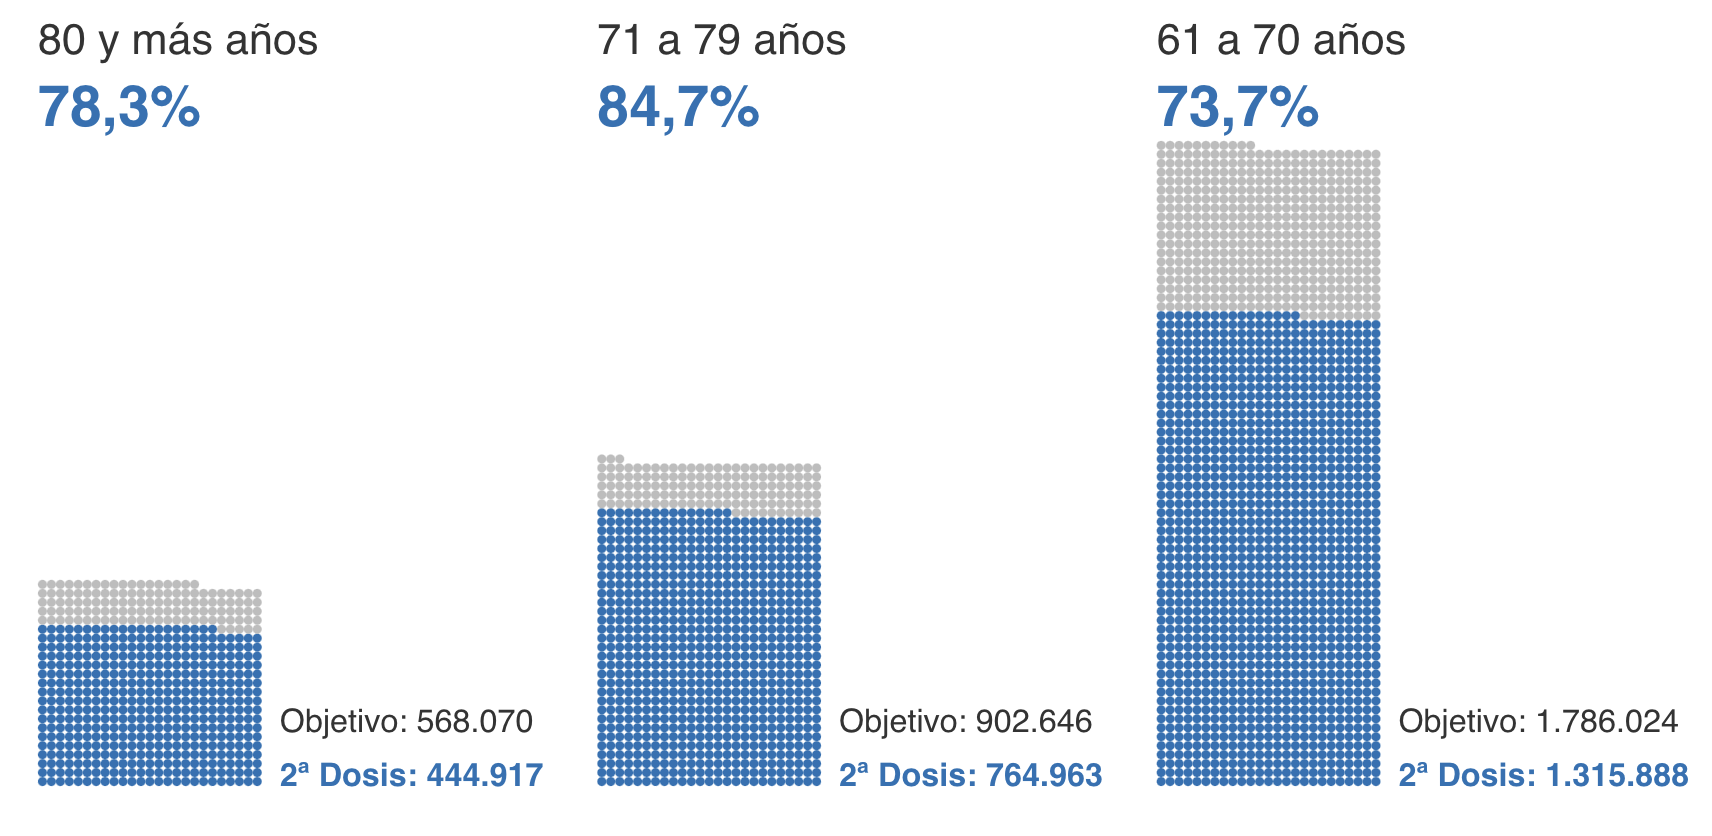 80 y más años
78,3%
Objetivo: 568.070
2ª Dosis: 444.917
71 a 79 años
84,7%
Objetivo: 902.646
2ª Dosis: 764.963
61 a 70 años
73,7%
Objetivo: 1.786.024
2ª Dosis: 1.315.888